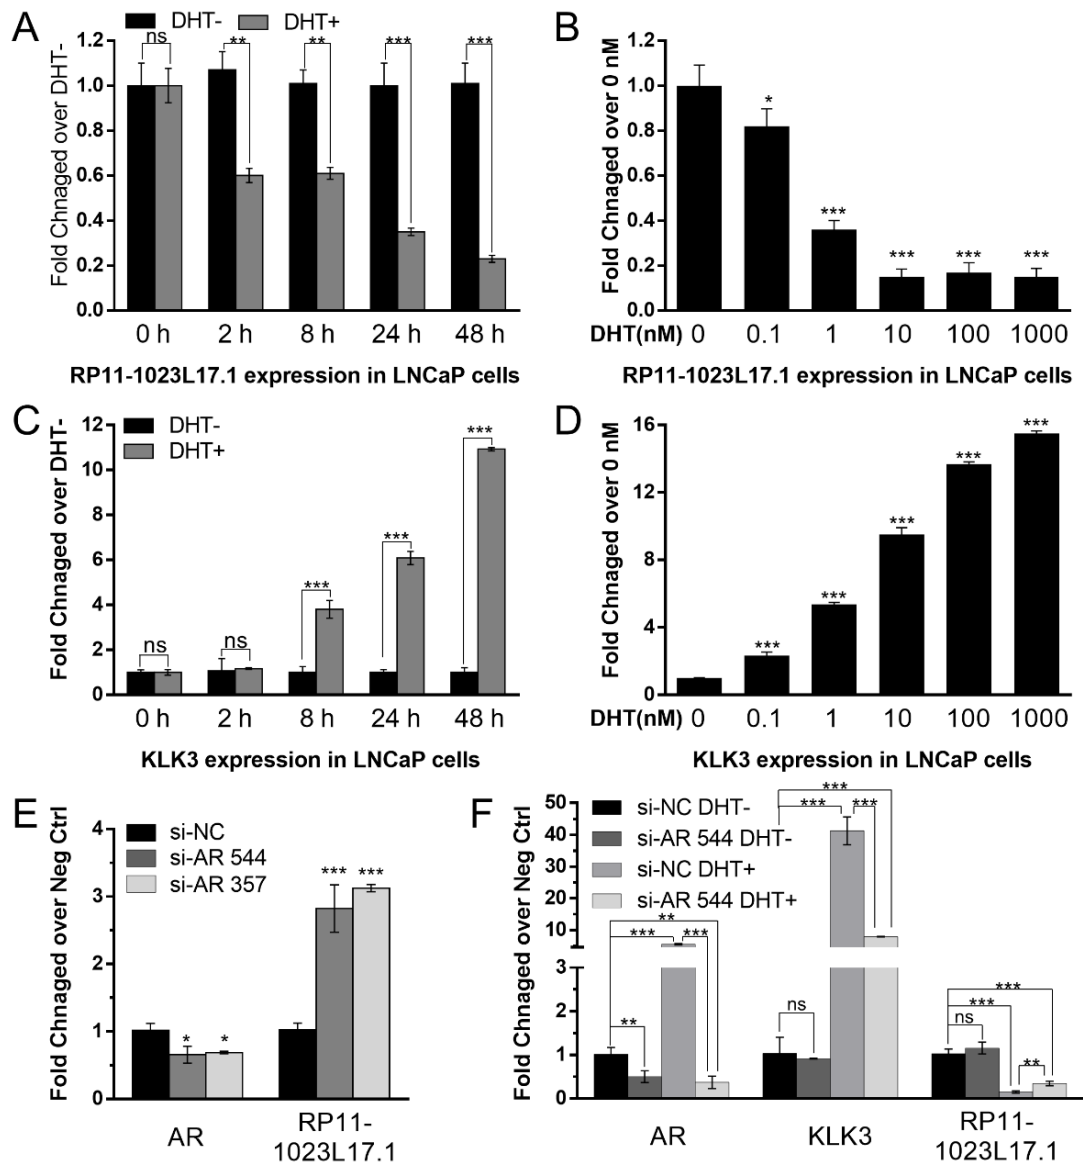 A
DHT- DHT+
Fold Chnaged over DHT-
1.2
1.0
0.8
0.6
0.4
0.2
0.0
ns ** ** *** ***
0 h 2 h 8 h 24 h 48 h
RP11-1023L17.1 expression in LNCaP cells
B
Fold Chnaged over 0 nM
1.2
1.0
0.8
0.6
0.4
0.2
0.0
* *** *** *** ***
DHT(nM) 0 0.1 1 10 100 1000
RP11-1023L17.1 expression in LNCaP cells
C
DHT-
DHT+
Fold Chnaged over DHT-
12
10
8
6
4
2
0
ns ns *** *** ***
0 h 2 h 8 h 24 h 48 h
KLK3 expression in LNCaP cells
D
Fold Chnaged over 0 nM
16
12
8
4
0
*** *** *** *** ***
DHT(nM) 0 0.1 1 10 100 1000
KLK3 expression in LNCaP cells
E
si-NC
si-AR 544
si-AR 357
Fold Chnaged over Neg Ctrl
4
3
2
1
0
* * *** ***
AR RP11-
1023L17.1
F
si-NC DHT-
si-AR 544 DHT-
si-NC DHT+
si-AR 544 DHT+
Fold Chnaged over Neg Ctrl
50
40
30
20
10
3
2
1
0
**
*** ***
**
***
*** ***
ns
***
***
ns
**
AR KLK3 RP11-
1023L17.1